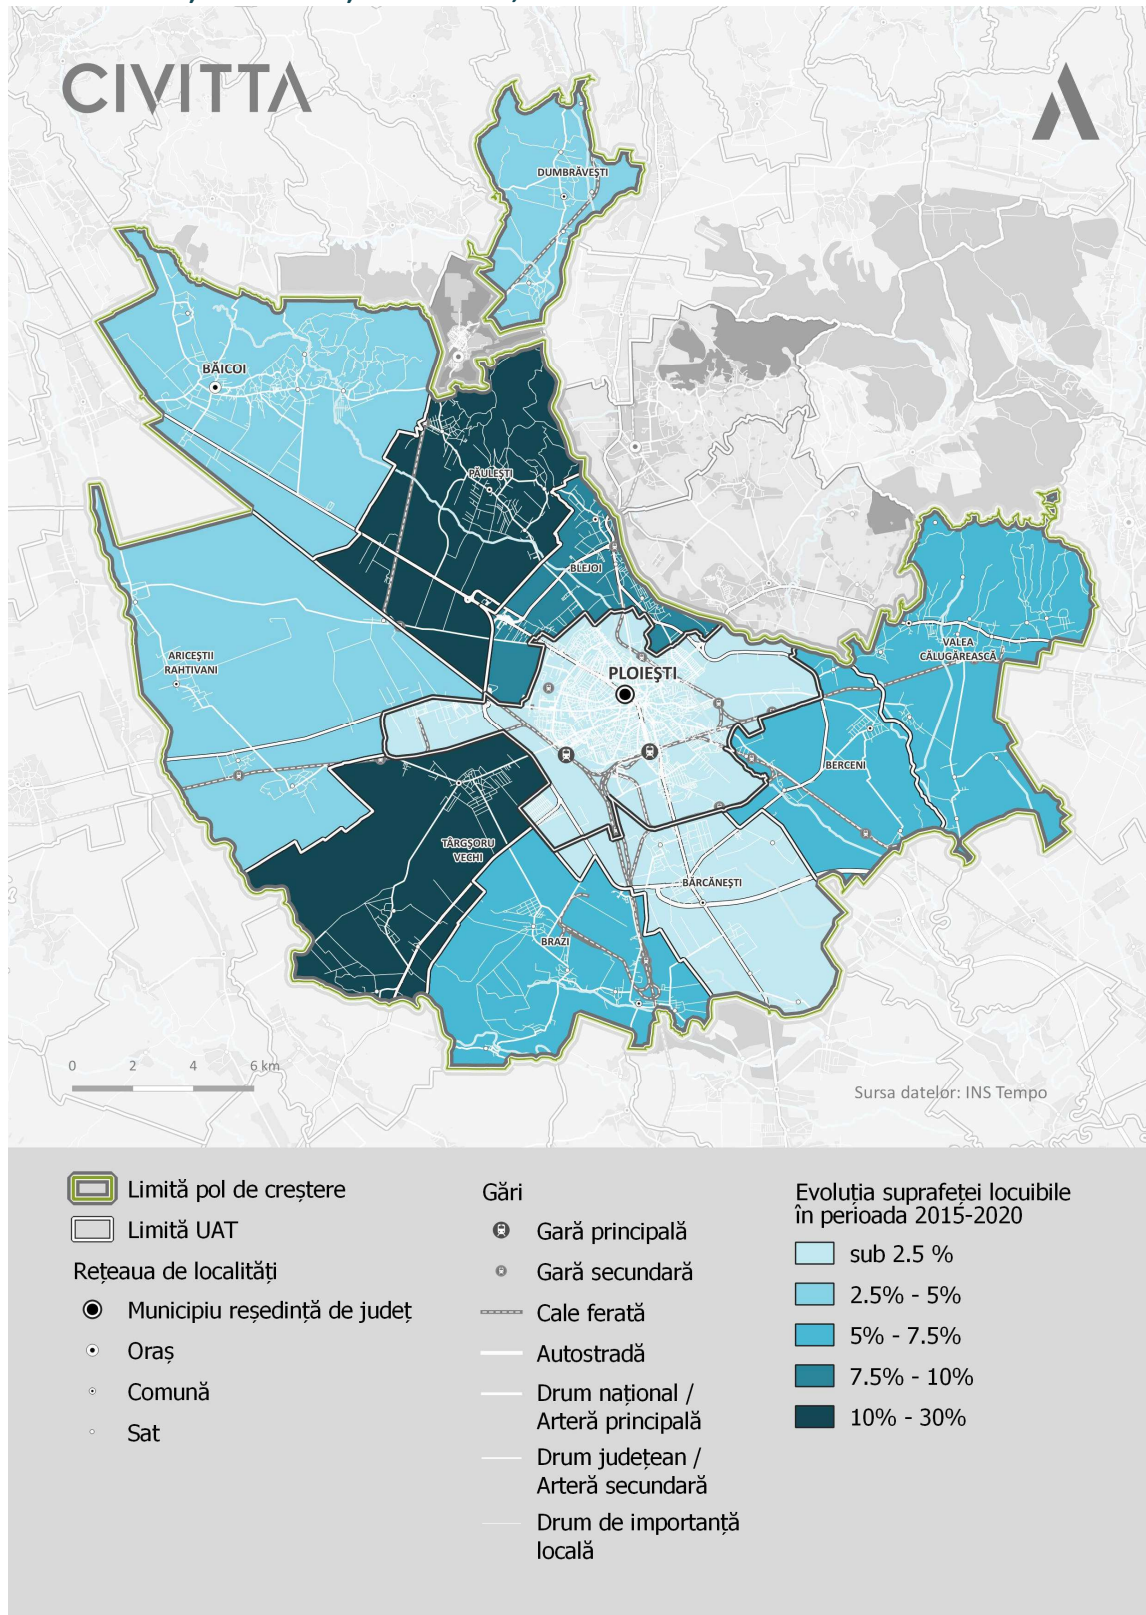 CIVITTA
DUMBRĂVEȘTI
BĂICOI
PĂULEȘTI
BLEJOI
VALEA
CĂLUGĂREASCĂ
ARICEȘTII
RAHTIVANI
PLOIEȘTI
BERCENI
TÂRGȘORU
VECHI
BĂRCĂNEȘTI
BRAZI
0 2 4 6 km
Sursa datelor: INS Tempo
Limită pol de creștere
Limită UAT
Rețeaua de localități
Municipiu reședință de județ
Oraș
Comună
Sat
Gări
Gară principală
Gară secundară
Cale ferată
Autostradă
Drum național /
Arteră principală
Drum județean /
Arteră secundară
Drum de importanță
locală
Evoluția suprafeței locuibile
în perioada 2015-2020
sub 2.5 %
2.5% - 5%
5% - 7.5%
7.5% - 10%
10% - 30%